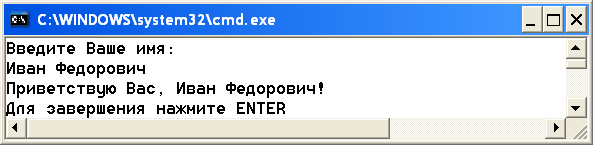 C:\WINDOWS\system32\cmd.exe
Введите Ваше имя:
Иван Федорович
Приветствую Вас, Иван Федорович!
Для завершения нажмите ENTER